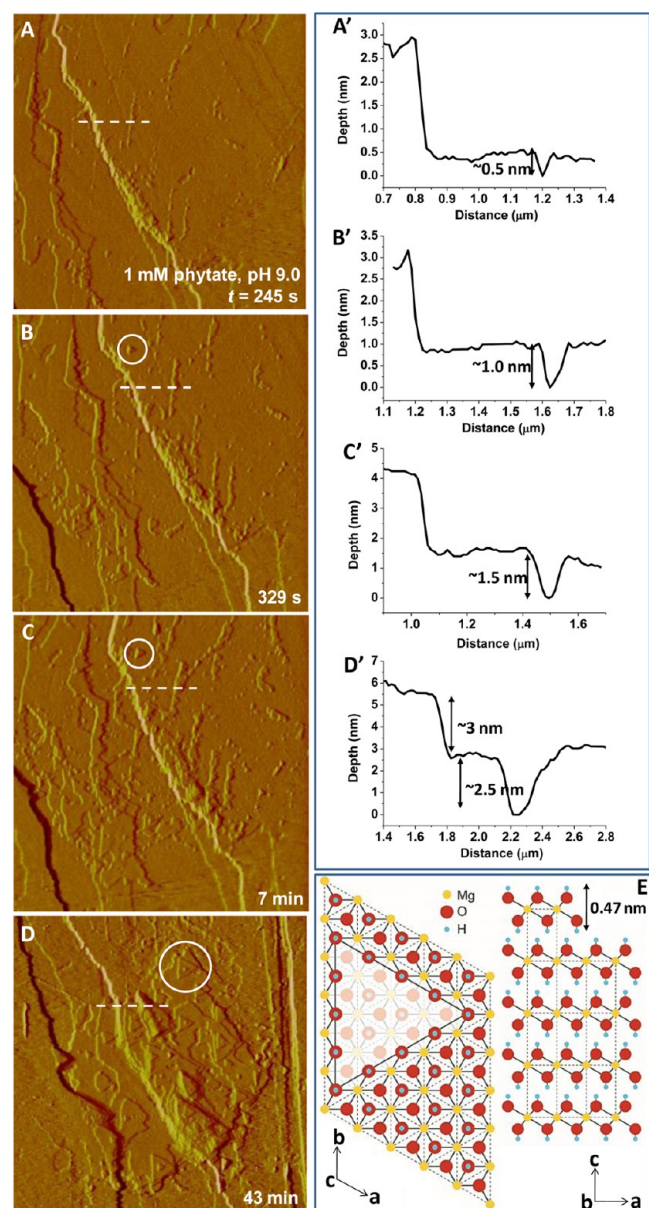 A
1 mM phytate, pH 9.0
t = 245 s
B
329 s
C
7 min
D
43 min
A’
3.0
2.5
2.0
1.5
1.0
0.5
0.0
Depth (nm)
~0.5 nm
0.7 0.8 0.9 1.0 1.1 1.2 1.3 1.4
Distance (µm)
B’
3.5
3.0
2.5
2.0
1.5
1.0
0.5
0.0
Depth (nm)
~1.0 nm
1.1 1.2 1.3 1.4 1.5 1.6 1.7 1.8
Distance (µm)
C’
5
4
3
2
1
0
Depth (nm)
~1.5 nm
1.0 1.2 1.4 1.6
Distance (µm)
D’
7
6
5
4
3
2
1
0
Depth (nm)
~3 nm
~2.5 nm
1.4 1.6 1.8 2.0 2.2 2.4 2.6 2.8
Distance (µm)
E
Mg
O
H
0.47 nm
b
c
a
c
b
a